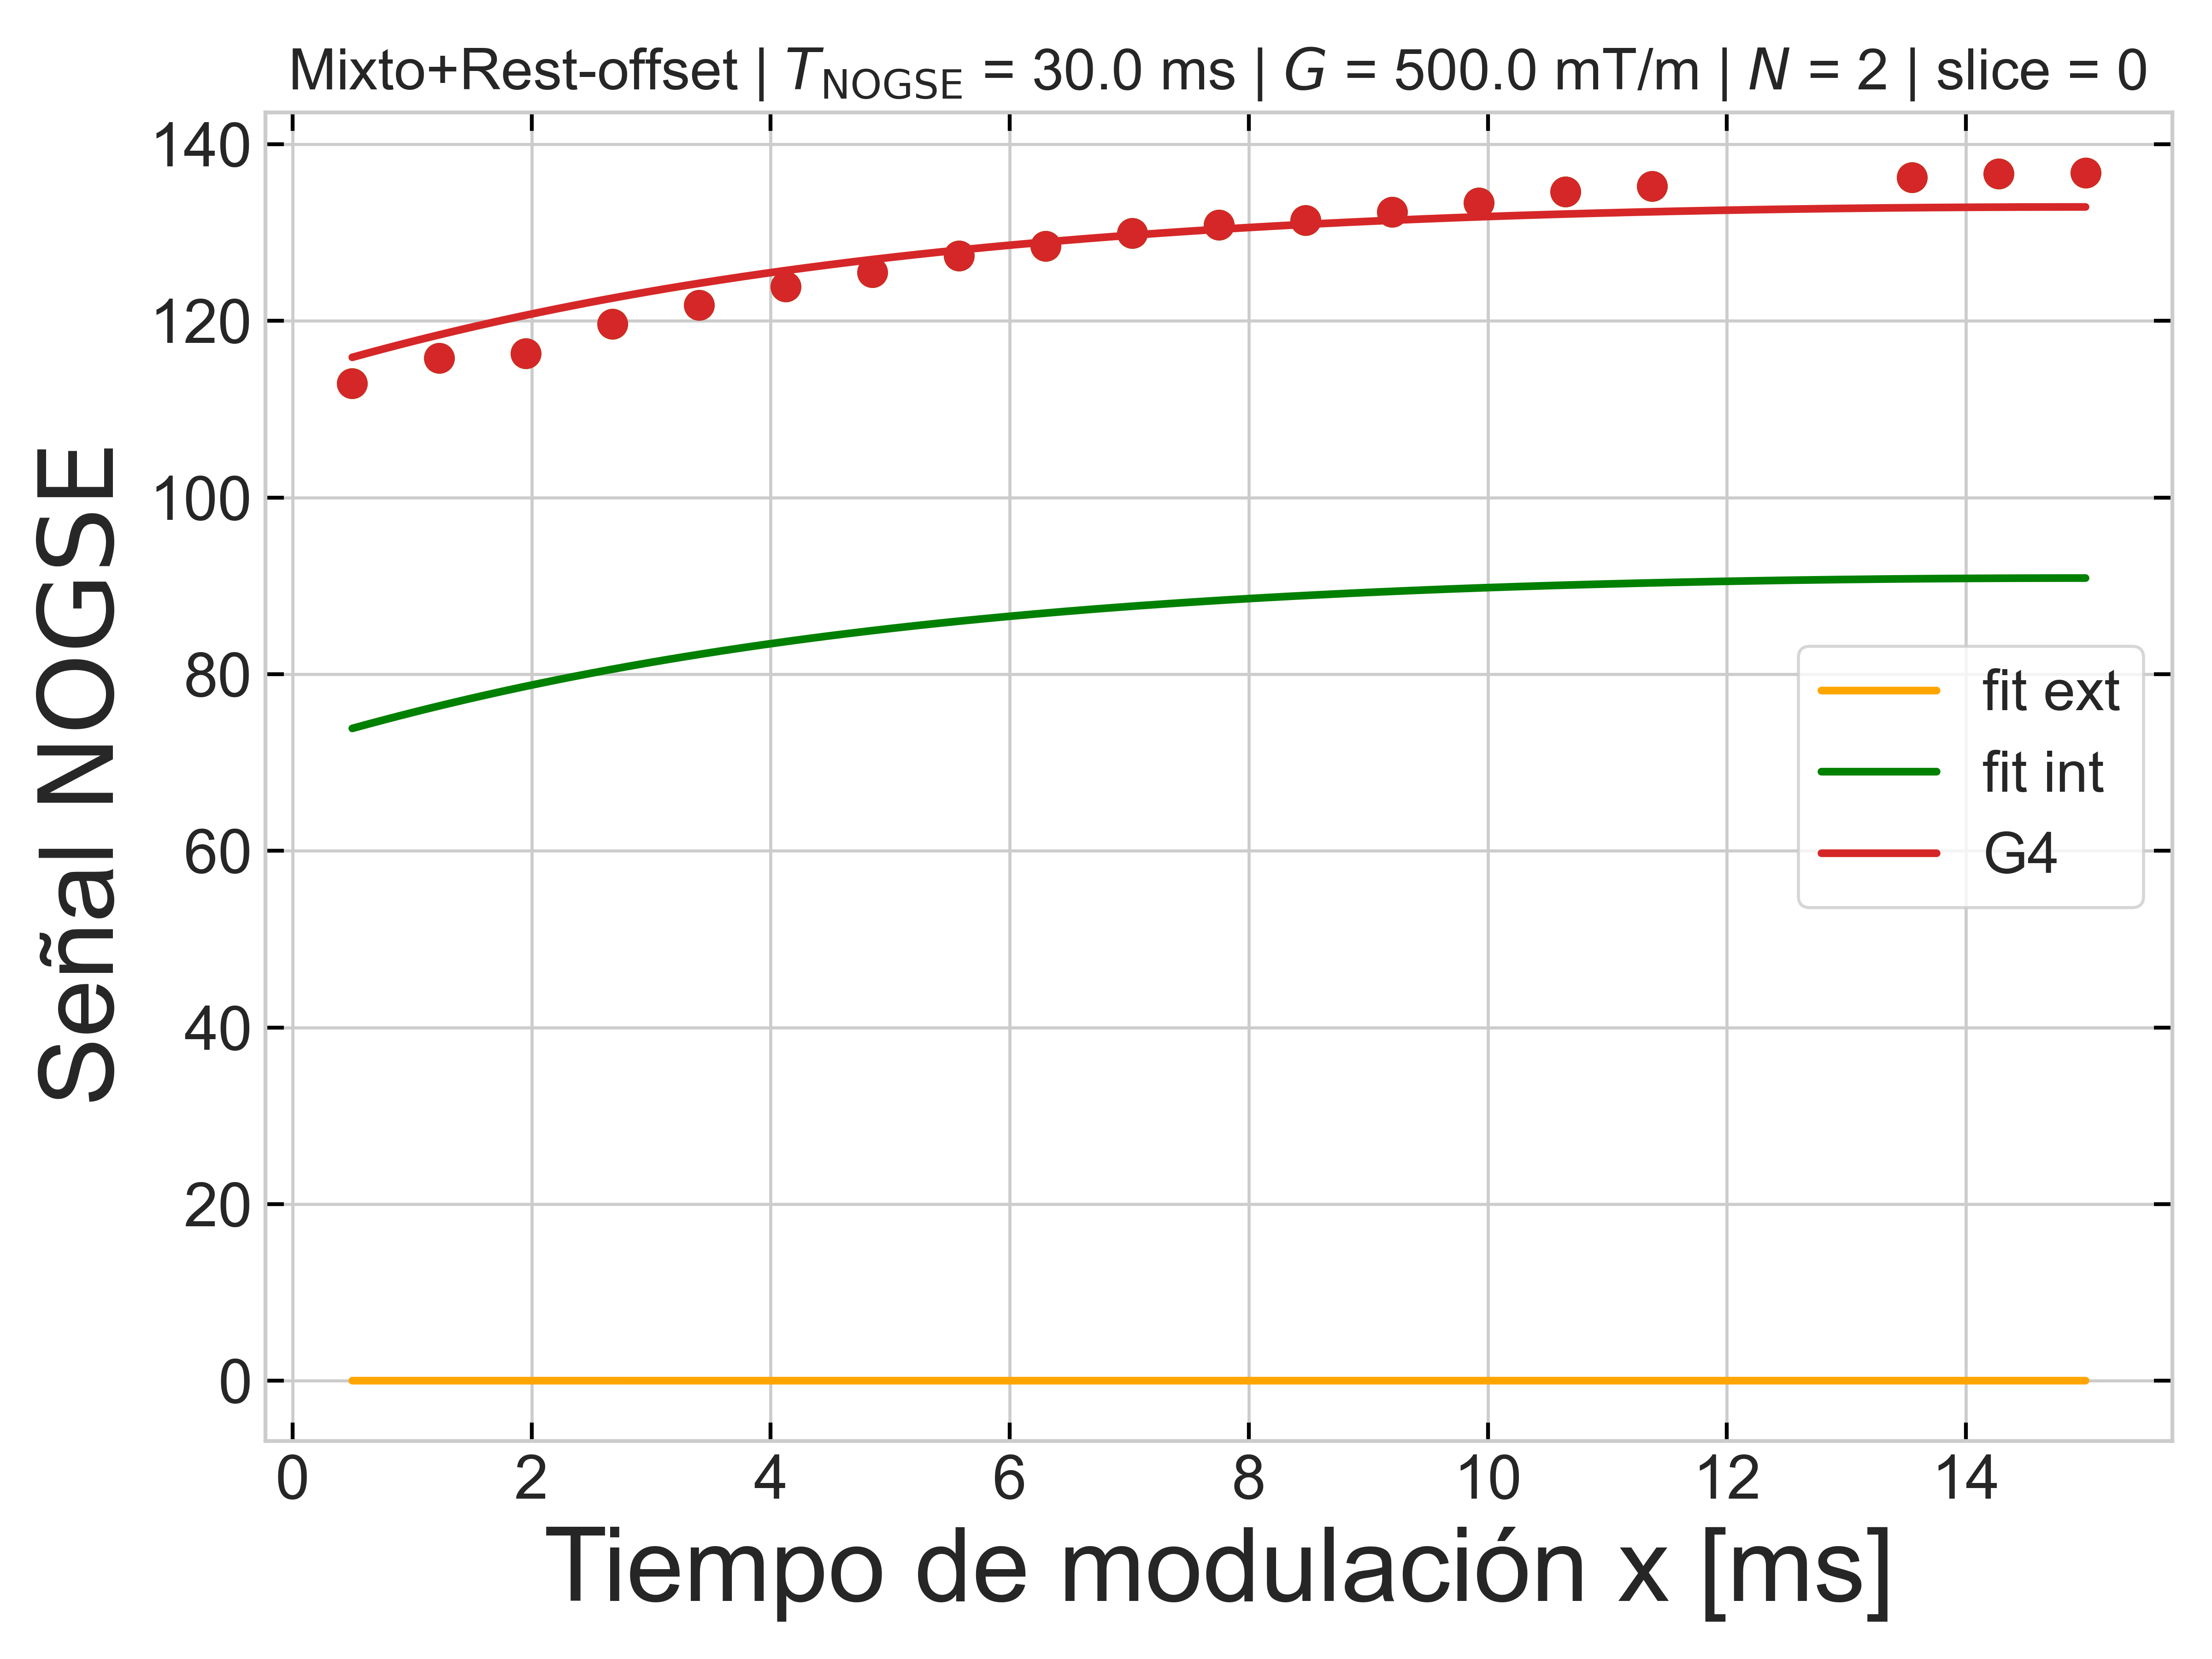 Mixto+Rest-offset | T_NOGSE = 30.0 ms | G = 500.0 mT/m | N = 2 | slice = 0
140
120
100
80
60
40
20
0
Señal NOGSE
fit ext
fit int
G4
0 2 4 6 8 10 12 14
Tiempo de modulación x [ms]